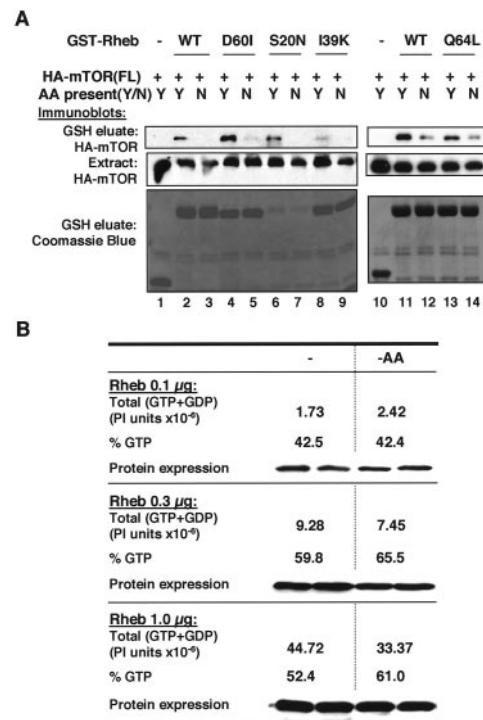 A
GST-Rheb - WT D60I S20N I39K - WT Q64L
HA-mTOR(FL) + + + + + + + + + + + + + +
AA present(Y/N) Y Y N Y N Y N Y N Y Y N Y N
Immunoblots:
GSH eluate:
HA-mTOR
Extract:
HA-mTOR
GSH eluate:
Coomassie Blue
1 2 3 4 5 6 7 8 9 10 11 12 13 14
B
- -AA
Rheb 0.1 µg:
Total (GTP+GDP)
(PI units x10⁻⁶) 1.73 2.42
% GTP 42.5 42.4
Protein expression
Rheb 0.3 µg:
Total (GTP+GDP)
(PI units x10⁻⁶) 9.28 7.45
% GTP 59.8 65.5
Protein expression
Rheb 1.0 µg:
Total (GTP+GDP)
(PI units x10⁻⁶) 44.72 33.37
% GTP 52.4 61.0
Protein expression